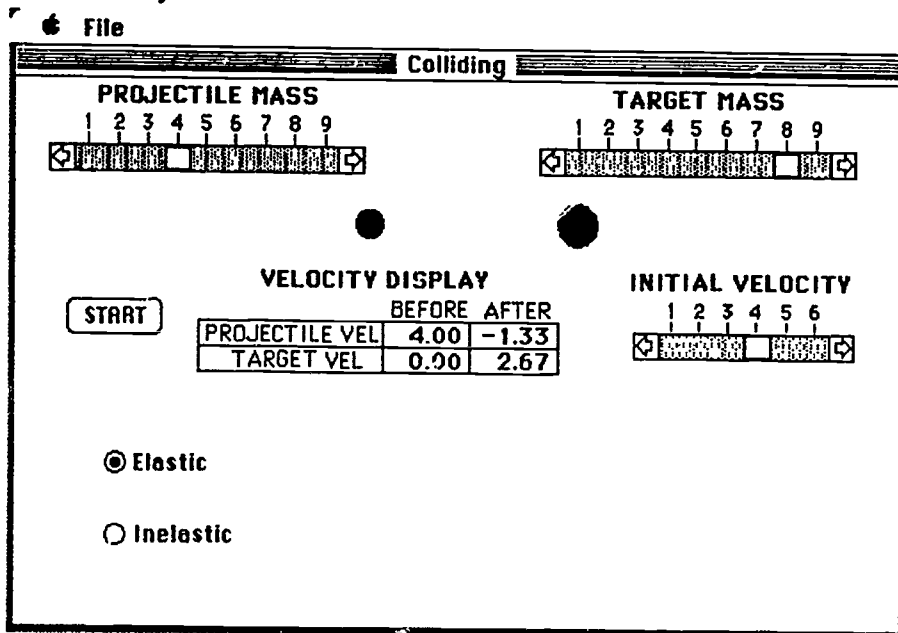 File
Colliding
PROJECTILE MASS
1 2 3 4 5 6 7 8 9
TARGET MASS
1 2 3 4 5 6 7 8 9
START
VELOCITY DISPLAY
BEFORE AFTER
PROJECTILE VEL 4.00 -1.33
TARGET VEL 0.00 2.67
INITIAL VELOCITY
1 2 3 4 5 6
Elastic
Inelastic